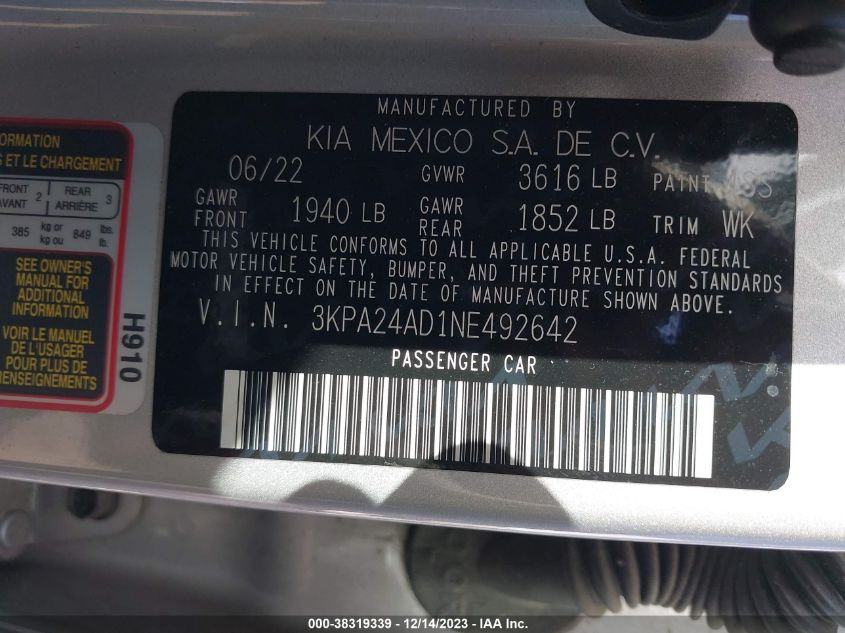 MANUFACTURED BY
KIA MEXICO S.A. DE C.V.
06/22 GVWR 3616 LB PAINT 4SS
GAWR FRONT 1940 LB GAWR REAR 1852 LB TRIM WK
THIS VEHICLE CONFORMS TO ALL APPLICABLE U.S.A. FEDERAL
MOTOR VEHICLE SAFETY, BUMPER, AND THEFT PREVENTION STANDARDS
IN EFFECT ON THE DATE OF MANUFACTURE SHOWN ABOVE.
V.I.N. 3KPA24AD1NE492642
PASSENGER CAR
ORMATION
S ET LE CHARGEMENT
FRONT AVANT 2 REAR ARRIÈRE 3
385 kg or kg ou 849 lbs. lb.
SEE OWNER'S
MANUAL FOR
ADDITIONAL
INFORMATION
VOIR LE MANUEL
DE L'USAGER
POUR PLUS DE
RENSEIGNEMENTS
H910
000-38319339 - 12/14/2023 - IAA Inc.